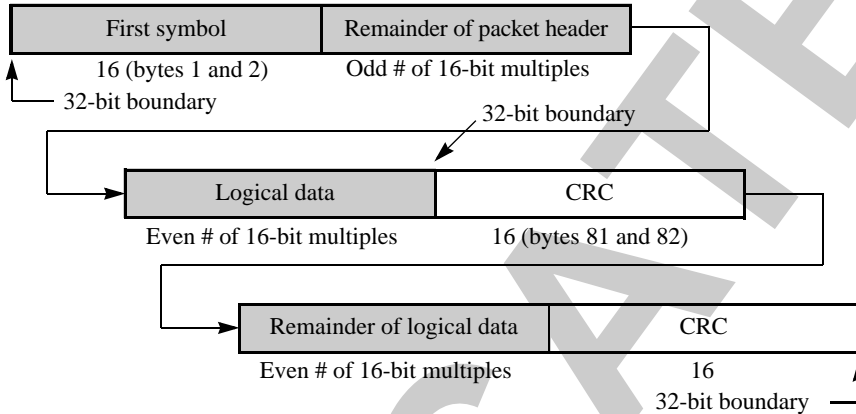 First symbol Remainder of packet header
16 (bytes 1 and 2) Odd # of 16-bit multiples
32-bit boundary
32-bit boundary
Logical data CRC
Even # of 16-bit multiples 16 (bytes 81 and 82)
Remainder of logical data CRC
Even # of 16-bit multiples 16
32-bit boundary